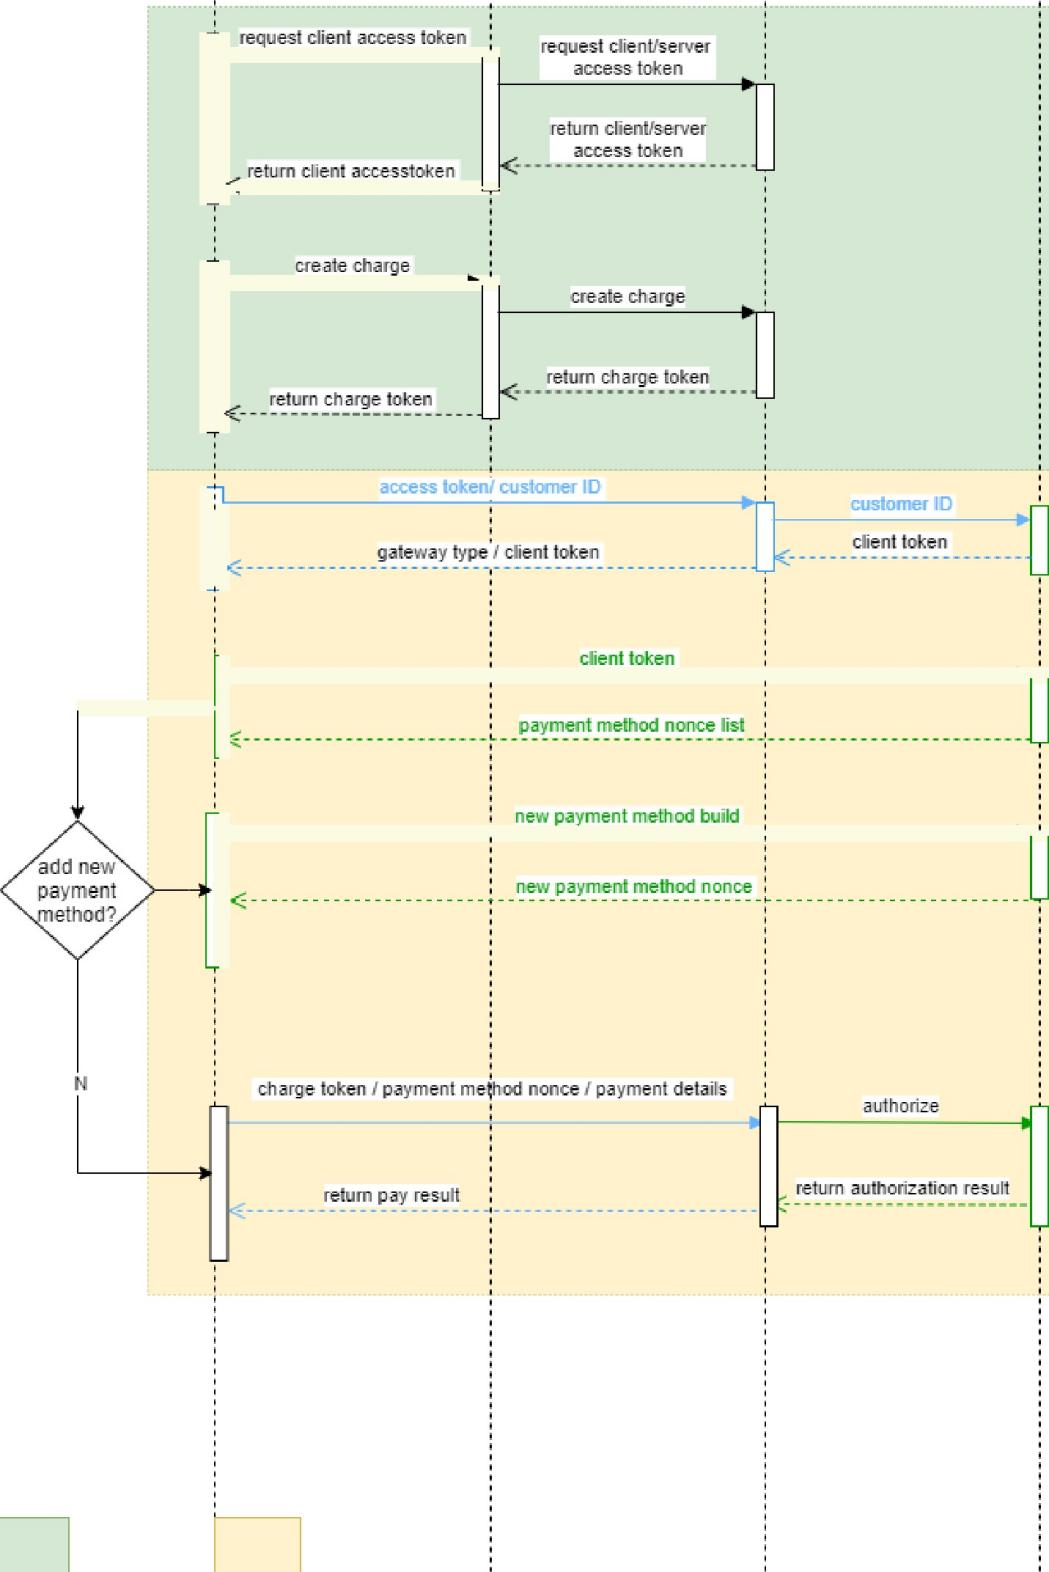 request client access token
request client/server
access token
return client/server
access token
return client accesstoken
create charge
create charge
return charge token
return charge token
access token/ customer ID
customer ID
client token
gateway type / client token
client token
payment method nonce list
new payment method build
add new
payment
method?
new payment method nonce
N
charge token / payment method nonce / payment details
authorize
return authorization result
return pay result